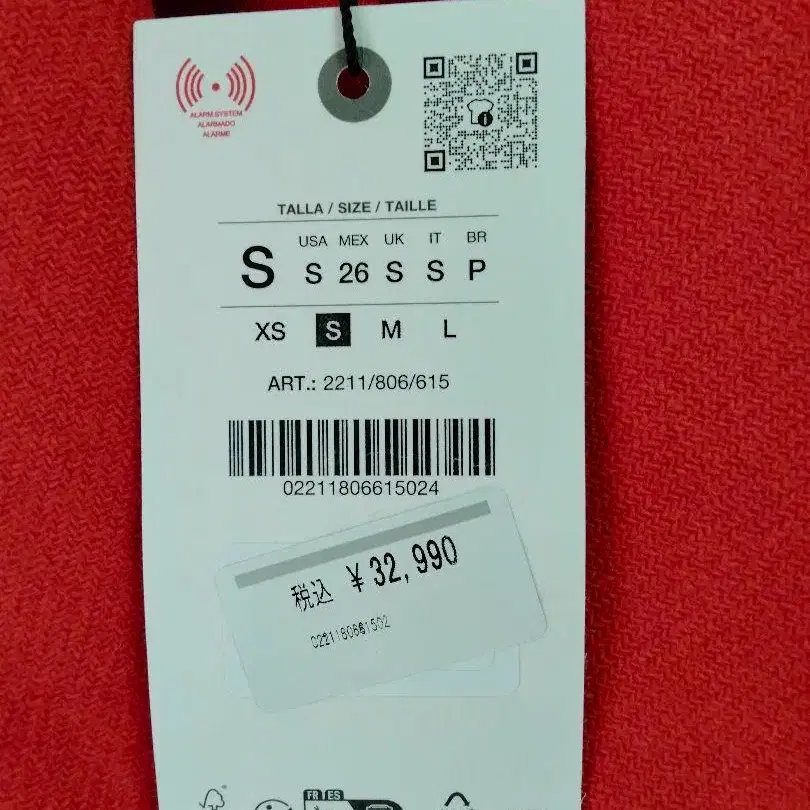 ALARM SYSTEM
ALARMADO
ALARME
TALLA / SIZE / TAILLE
USA MEX UK IT BR
S S 26 S S P
XS S M L
ART.: 2211/806/615
02211806615024
税込 ¥32,990
0221180661502
FR ES